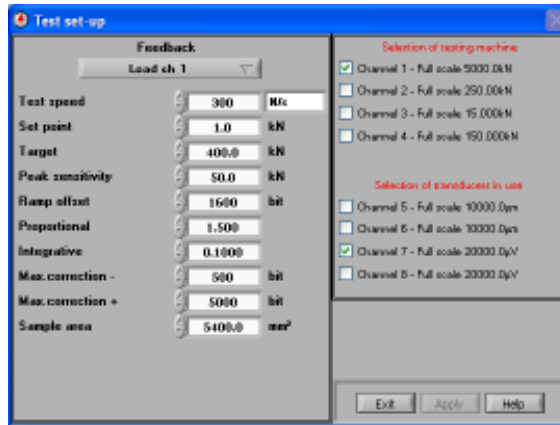 Test set-up
Feedback
Load ch 1
Test speed 300 N/s
Set point 1.0 kN
Target 400.0 kN
Peak sensitivity 50.0 kN
Ramp offset 1600 bit
Proportional 1.500
Integrative 0.1000
Max.correction - 500 bit
Max.correction + 5000 bit
Sample area 5400.0 mm²
Selection of testing machine
Channel 1 - Full scale 5000.0kN
Channel 2 - Full scale 250.00kN
Channel 3 - Full scale 15.000kN
Channel 4 - Full scale 150.000kN
Selection of transducers in use
Channel 5 - Full scale 10000.0µm
Channel 6 - Full scale 10000.0µm
Channel 7 - Full scale 20000.0µV
Channel 8 - Full scale 20000.0µV
Exit Apply Help